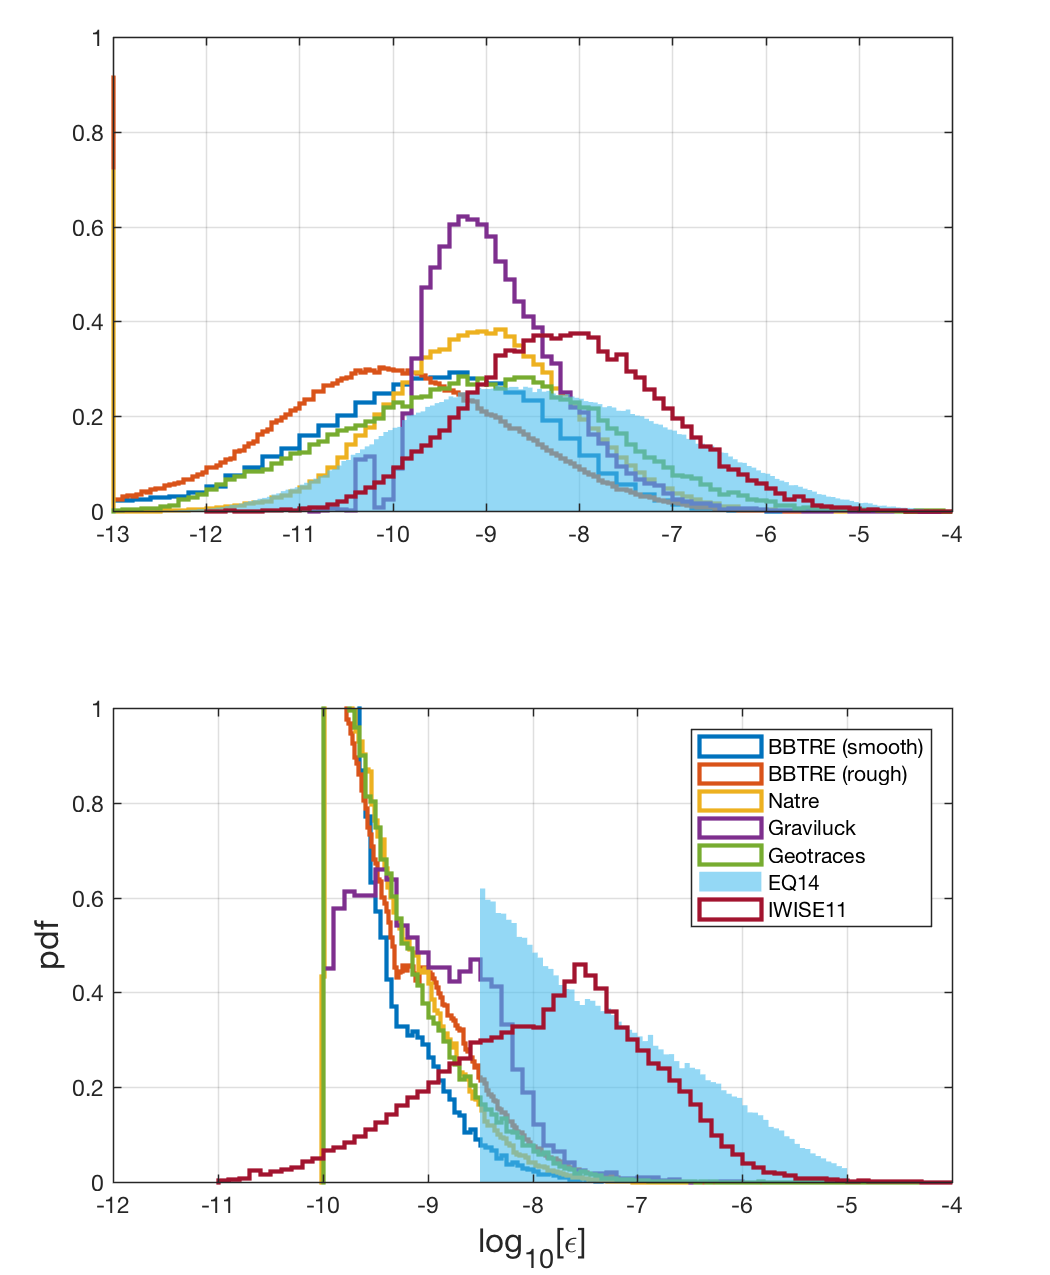 1
0.8
0.6
0.4
0.2
0
-13 -12 -11 -10 -9 -8 -7 -6 -5 -4
1
0.8
0.6
0.4
0.2
0
pdf
BBTRE (smooth)
BBTRE (rough)
Natre
Graviluck
Geotraces
EQ14
IWISE11
-12 -11 -10 -9 -8 -7 -6 -5 -4
log10[ϵ]